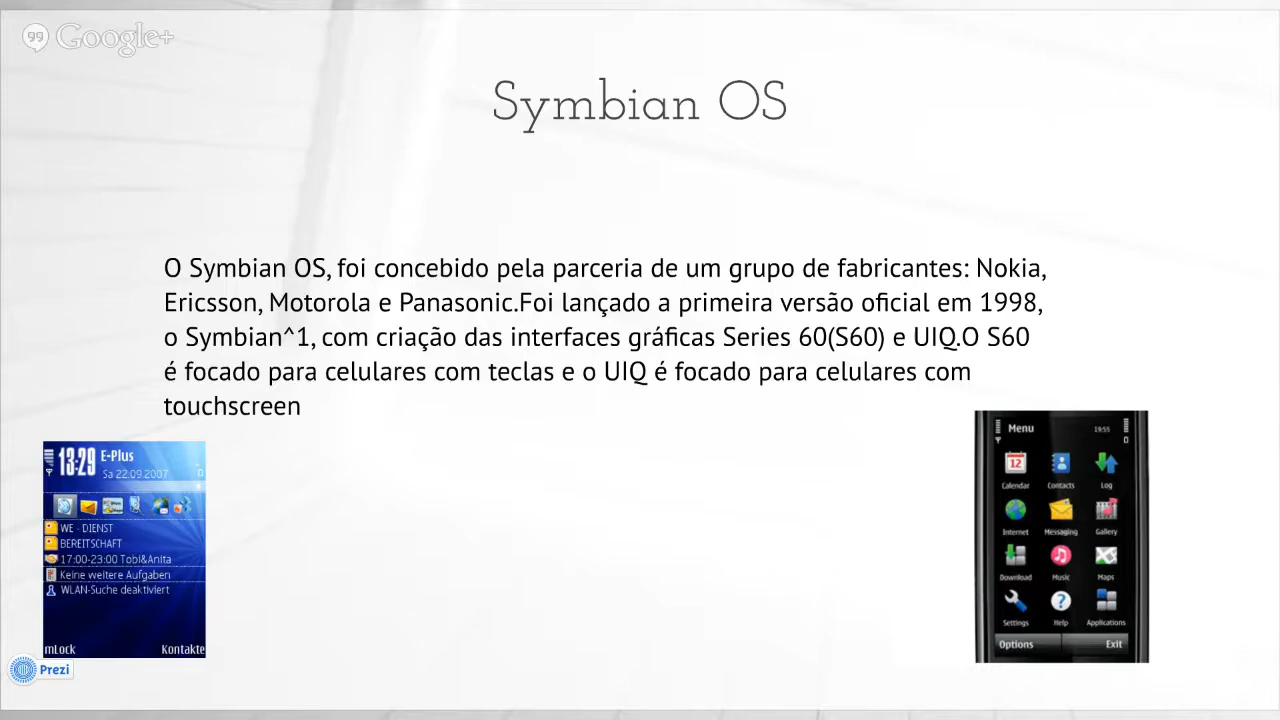 Google+
Symbian OS
O Symbian OS, foi concebido pela parceria de um grupo de fabricantes: Nokia,
Ericsson, Motorola e Panasonic.Foi lançado a primeira versão oficial em 1998,
o Symbian^1, com criação das interfaces gráficas Series 60(S60) e UIQ.O S60
é focado para celulares com teclas e o UIQ é focado para celulares com
touchscreen
13:29 E-Plus
Sa 22.09.2007
WE - DIENST
BEREITSCHAFT
17:00-23:00 Tobi&Anita
Keine weitere Aufgaben
WLAN-Suche deaktiviert
mLock Kontakte
Menu 19:55
12
Calendar Contacts Log
Internet Messaging Gallery
Download Music Maps
Settings Help Applications
Options Exit
Prezi